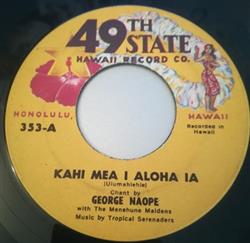 49TH
STATE
HAWAII RECORD CO.
HONOLULU, HAWAII
353-A
Recorded in
Hawaii
KAHI MEA I ALOHA IA
(Ulumahiehie)
Chant by
GEORGE NAOPE
with The Menehune Maidens
Music by Tropical Serenaders